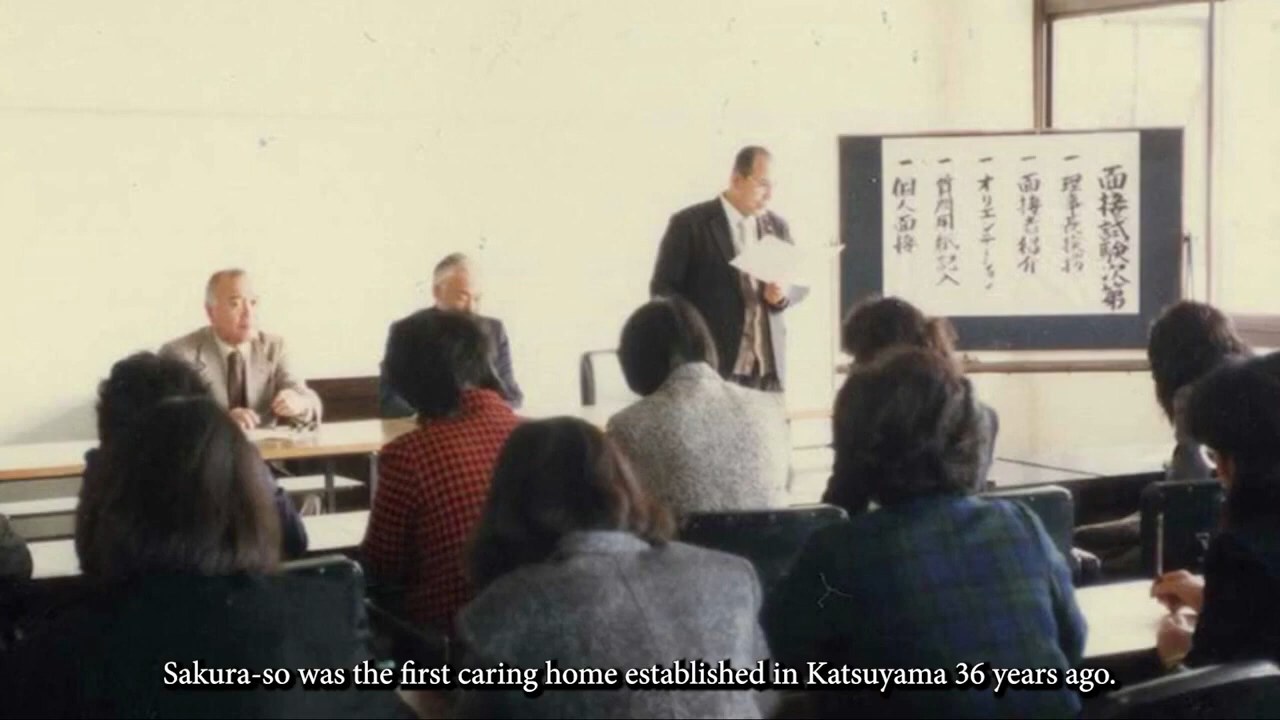 面接試験次第
一 理事長挨拶
一 面接者紹介
一 オリエンテーション
一 質問用紙記入
一 個人面接
Sakura-so was the first caring home established in Katsuyama 36 years ago.